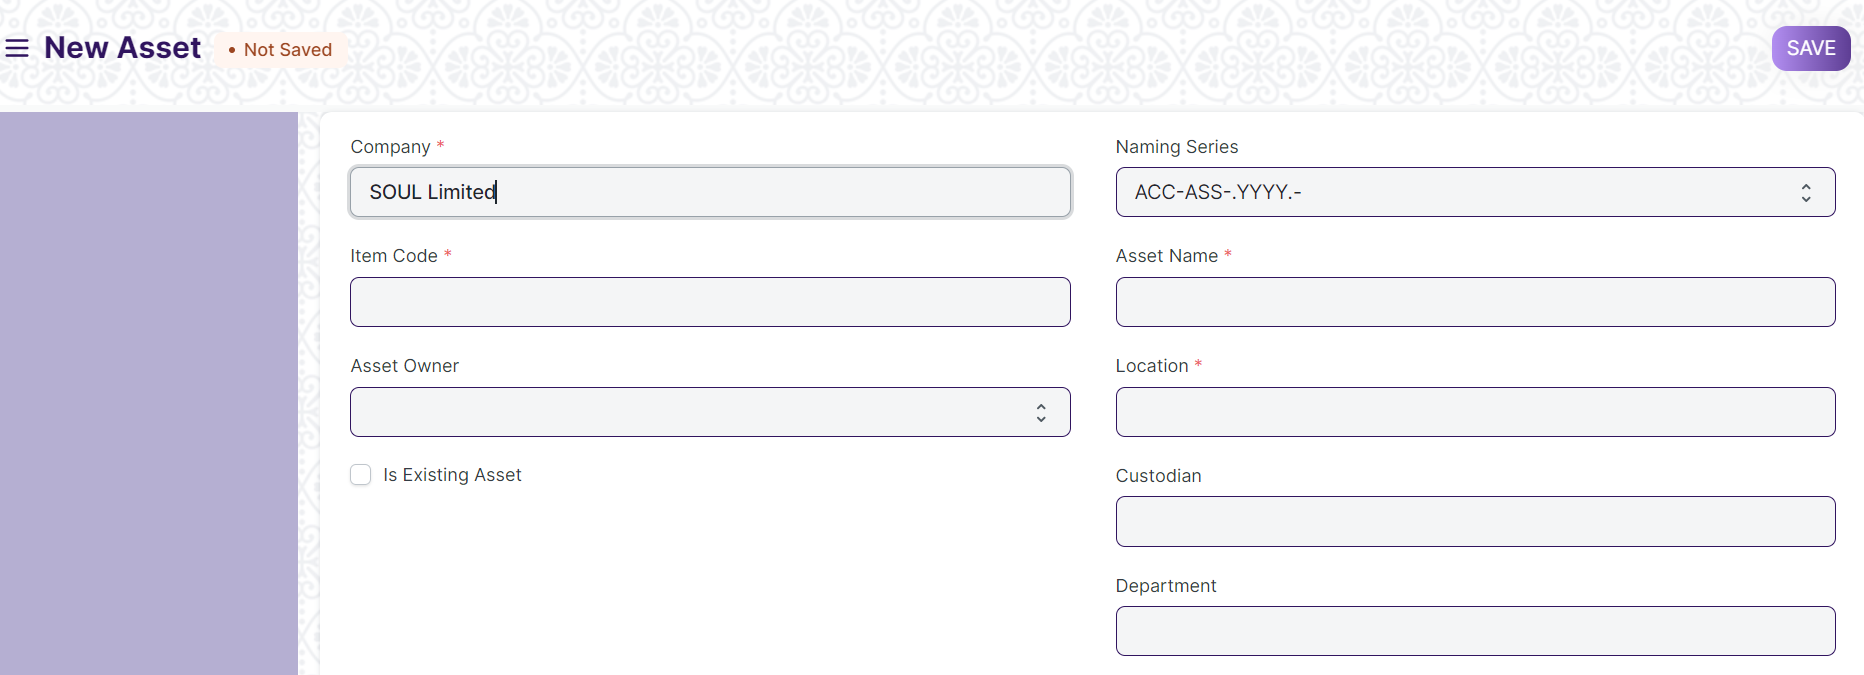 New Asset
• Not Saved
SAVE
Company *
SOUL Limited
Naming Series
ACC-ASS-.YYYY.-
Item Code *
Asset Name *
Asset Owner
Location *
Is Existing Asset
Custodian
Department